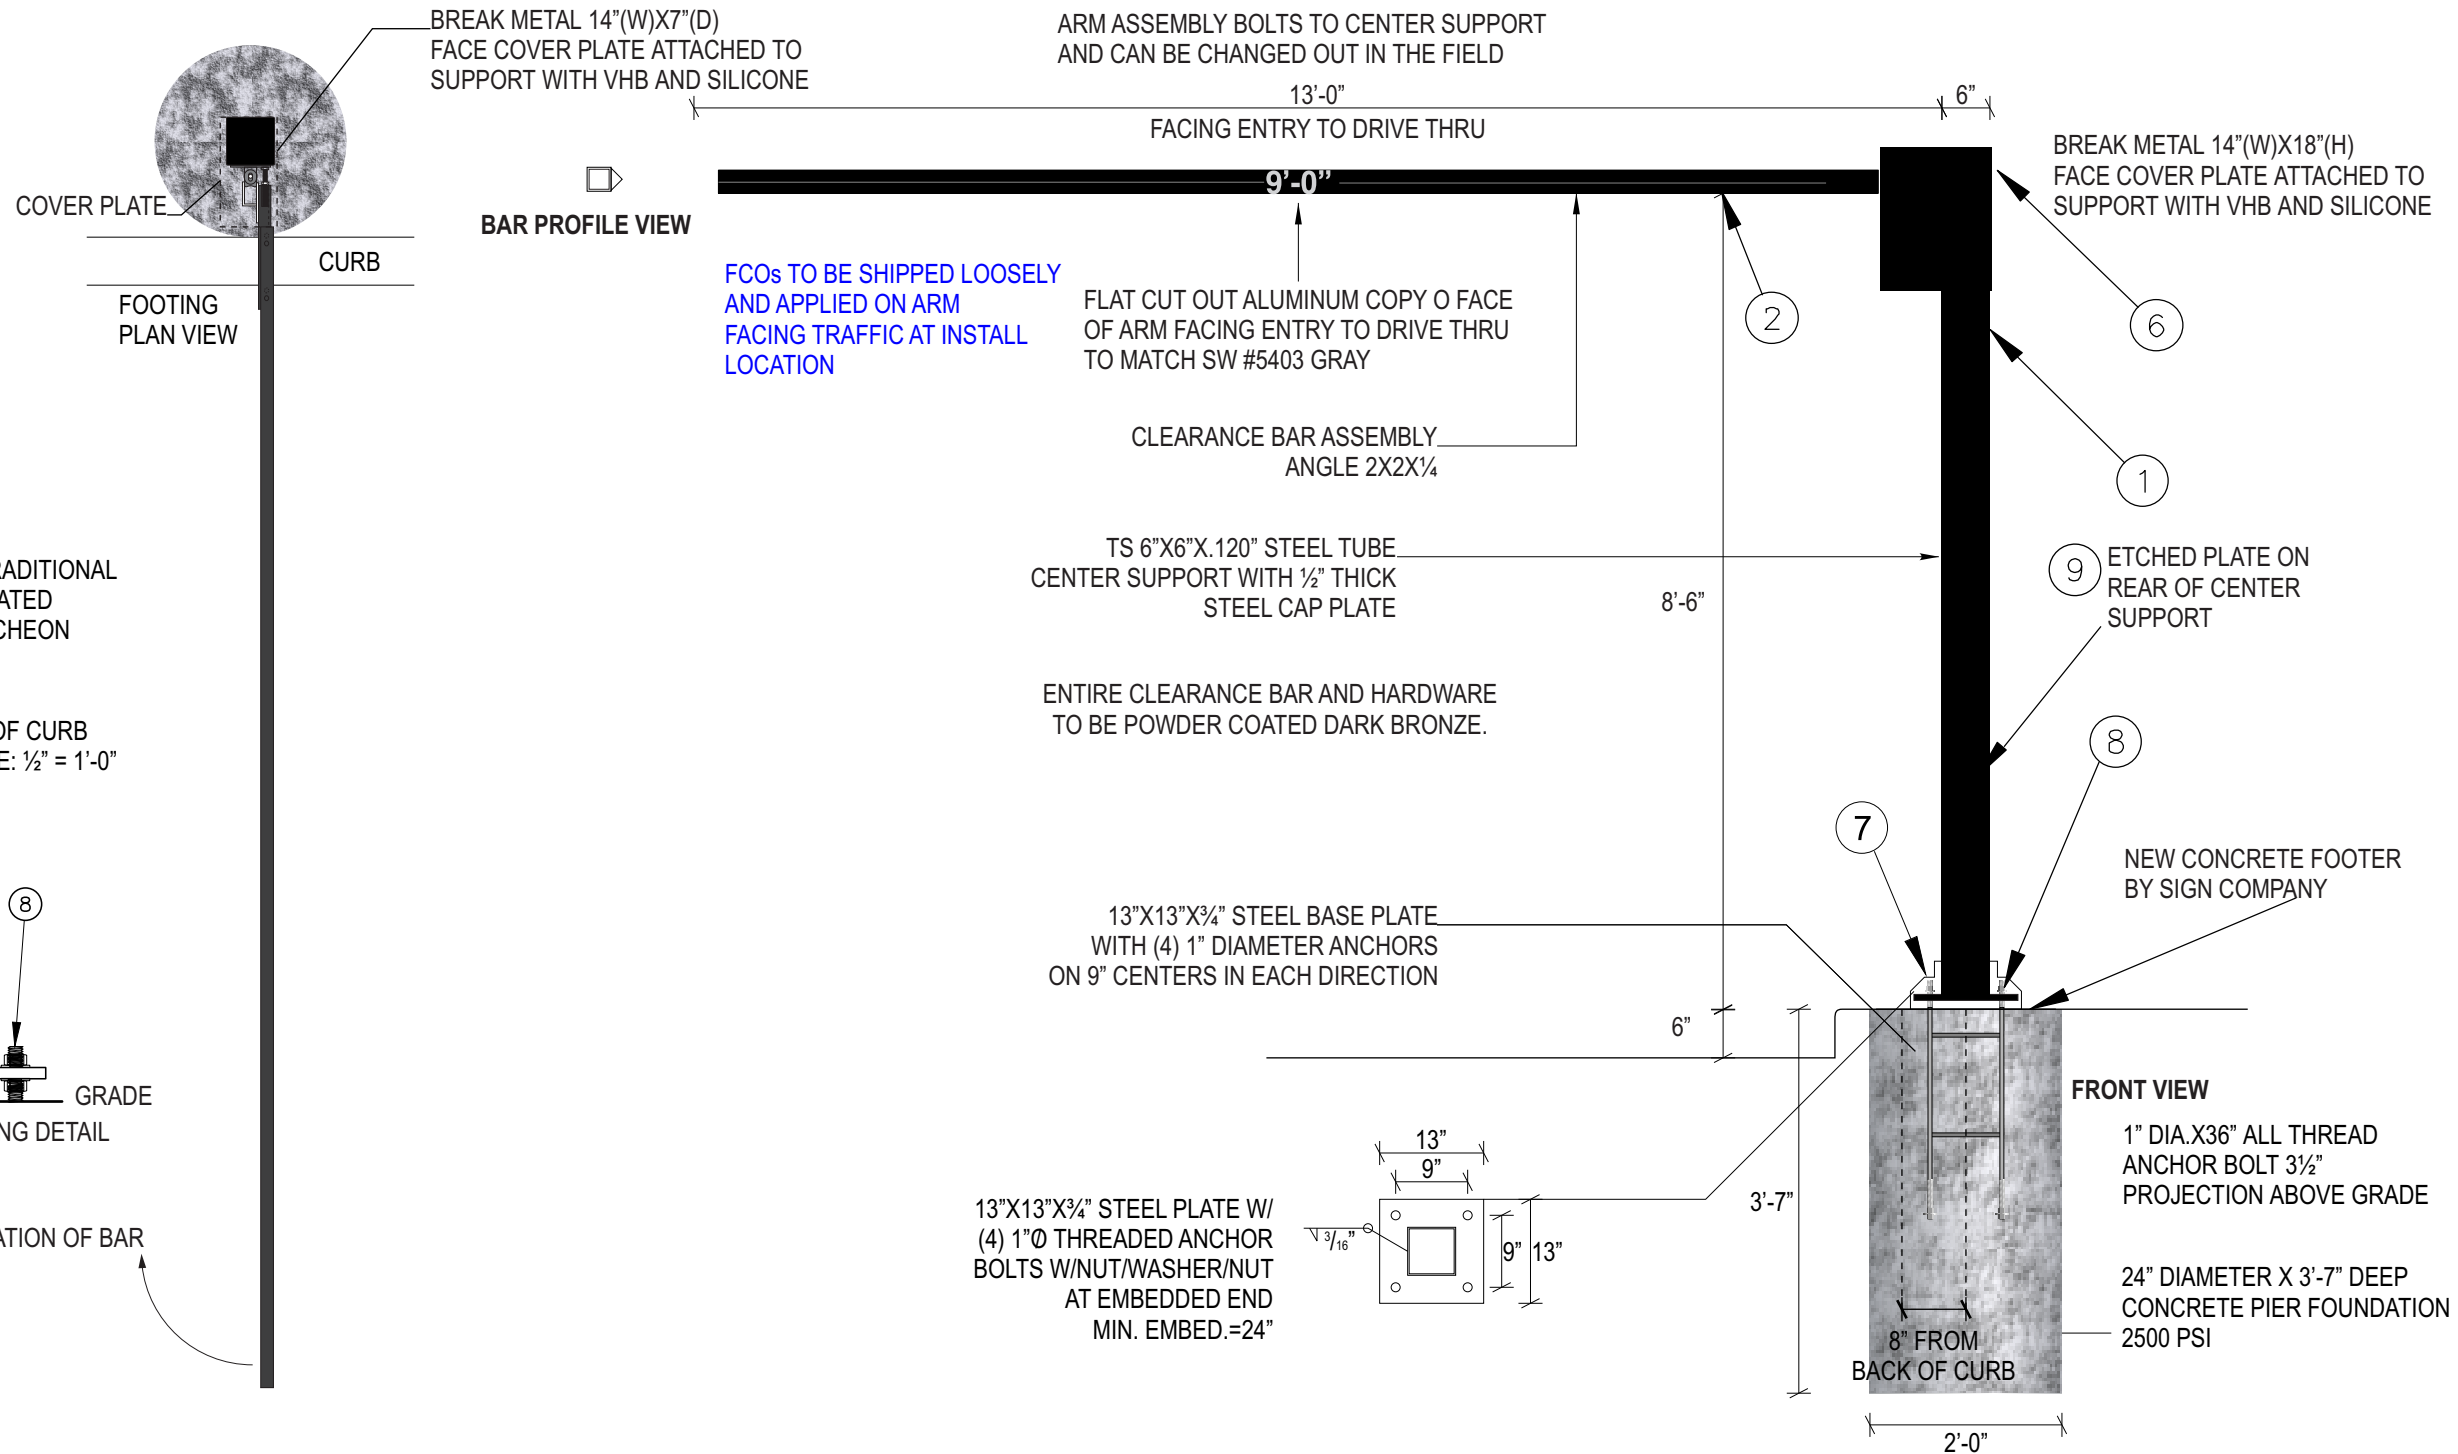 BREAK METAL 14”(W)X7”(D)
FACE COVER PLATE ATTACHED TO
SUPPORT WITH VHB AND SILICONE
COVER PLATE
CURB
FOOTING
PLAN VIEW
ARM ASSEMBLY BOLTS TO CENTER SUPPORT
AND CAN BE CHANGED OUT IN THE FIELD
13’-0”
6”
FACING ENTRY TO DRIVE THRU
9’-0”
BAR PROFILE VIEW
BREAK METAL 14”(W)X18”(H)
FACE COVER PLATE ATTACHED TO
SUPPORT WITH VHB AND SILICONE
FCOs TO BE SHIPPED LOOSELY
AND APPLIED ON ARM
FACING TRAFFIC AT INSTALL
LOCATION
FLAT CUT OUT ALUMINUM COPY O FACE
OF ARM FACING ENTRY TO DRIVE THRU
TO MATCH SW #5403 GRAY
2
6
CLEARANCE BAR ASSEMBLY
ANGLE 2X2X¼
1
TS 6”X6”X.120” STEEL TUBE
CENTER SUPPORT WITH ½” THICK
STEEL CAP PLATE
8’-6”
9
ETCHED PLATE ON
REAR OF CENTER
SUPPORT
RADITIONAL
ATED
CHEON
OF CURB
E: ½” = 1’-0”
ENTIRE CLEARANCE BAR AND HARDWARE
TO BE POWDER COATED DARK BRONZE.
8
7
NEW CONCRETE FOOTER
BY SIGN COMPANY
8
13”X13”X¾” STEEL BASE PLATE
WITH (4) 1” DIAMETER ANCHORS
ON 9” CENTERS IN EACH DIRECTION
6”
GRADE
NG DETAIL
FRONT VIEW
1” DIA.X36” ALL THREAD
ANCHOR BOLT 3½”
PROJECTION ABOVE GRADE
13”
9”
3’-7”
13”X13”X¾” STEEL PLATE W/
(4) 1”Ø THREADED ANCHOR
BOLTS W/NUT/WASHER/NUT
AT EMBEDDED END
MIN. EMBED.=24”
3/16”
9”
13”
ATION OF BAR
24” DIAMETER X 3’-7” DEEP
CONCRETE PIER FOUNDATION
2500 PSI
8” FROM
BACK OF CURB
2’-0”